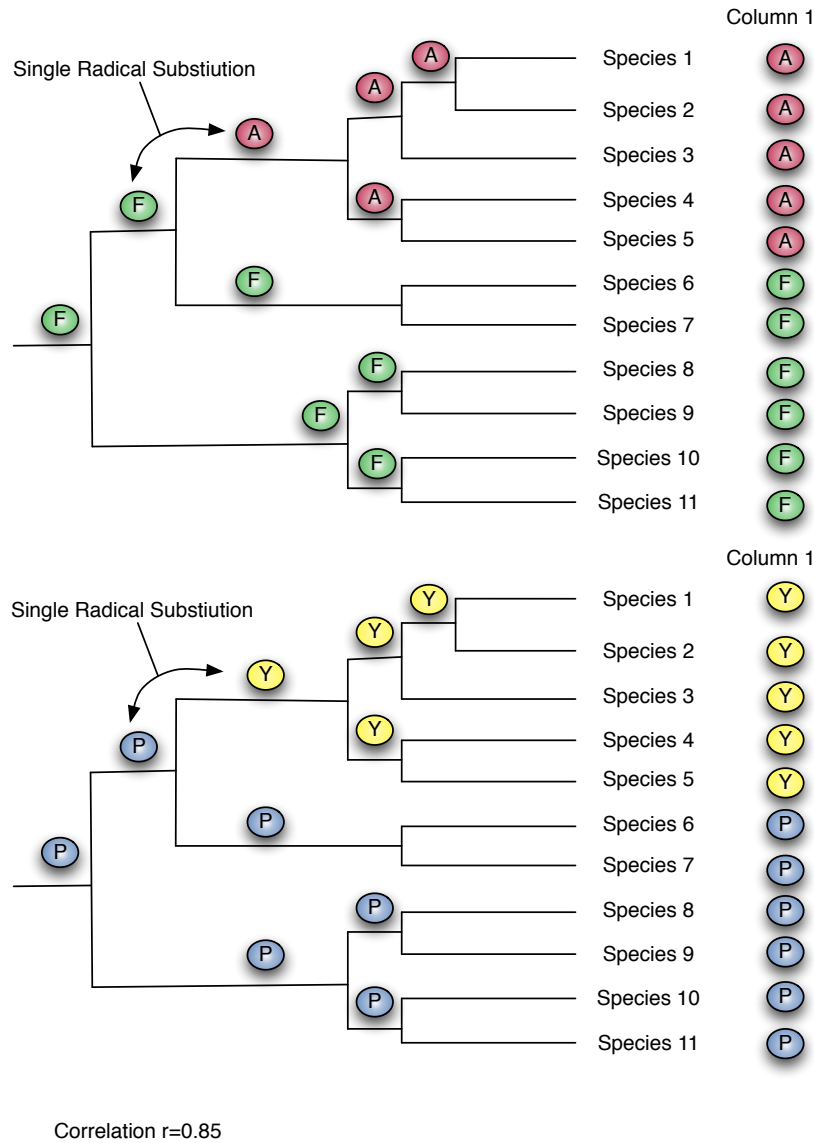 Column 1
A Species 1 A
Single Radical Substiution
A
Species 2 A
A
Species 3 A
F
A Species 4 A
Species 5 A
F Species 6 F
F
Species 7 F
F Species 8 F
F
Species 9 F
F Species 10 F
Species 11 F
Column 1
Y Species 1 Y
Single Radical Substiution
Y
Species 2 Y
Y
Species 3 Y
P
Y Species 4 Y
Species 5 Y
P Species 6 P
P
Species 7 P
P Species 8 P
P
Species 9 P
P Species 10 P
Species 11 P
Correlation r=0.85